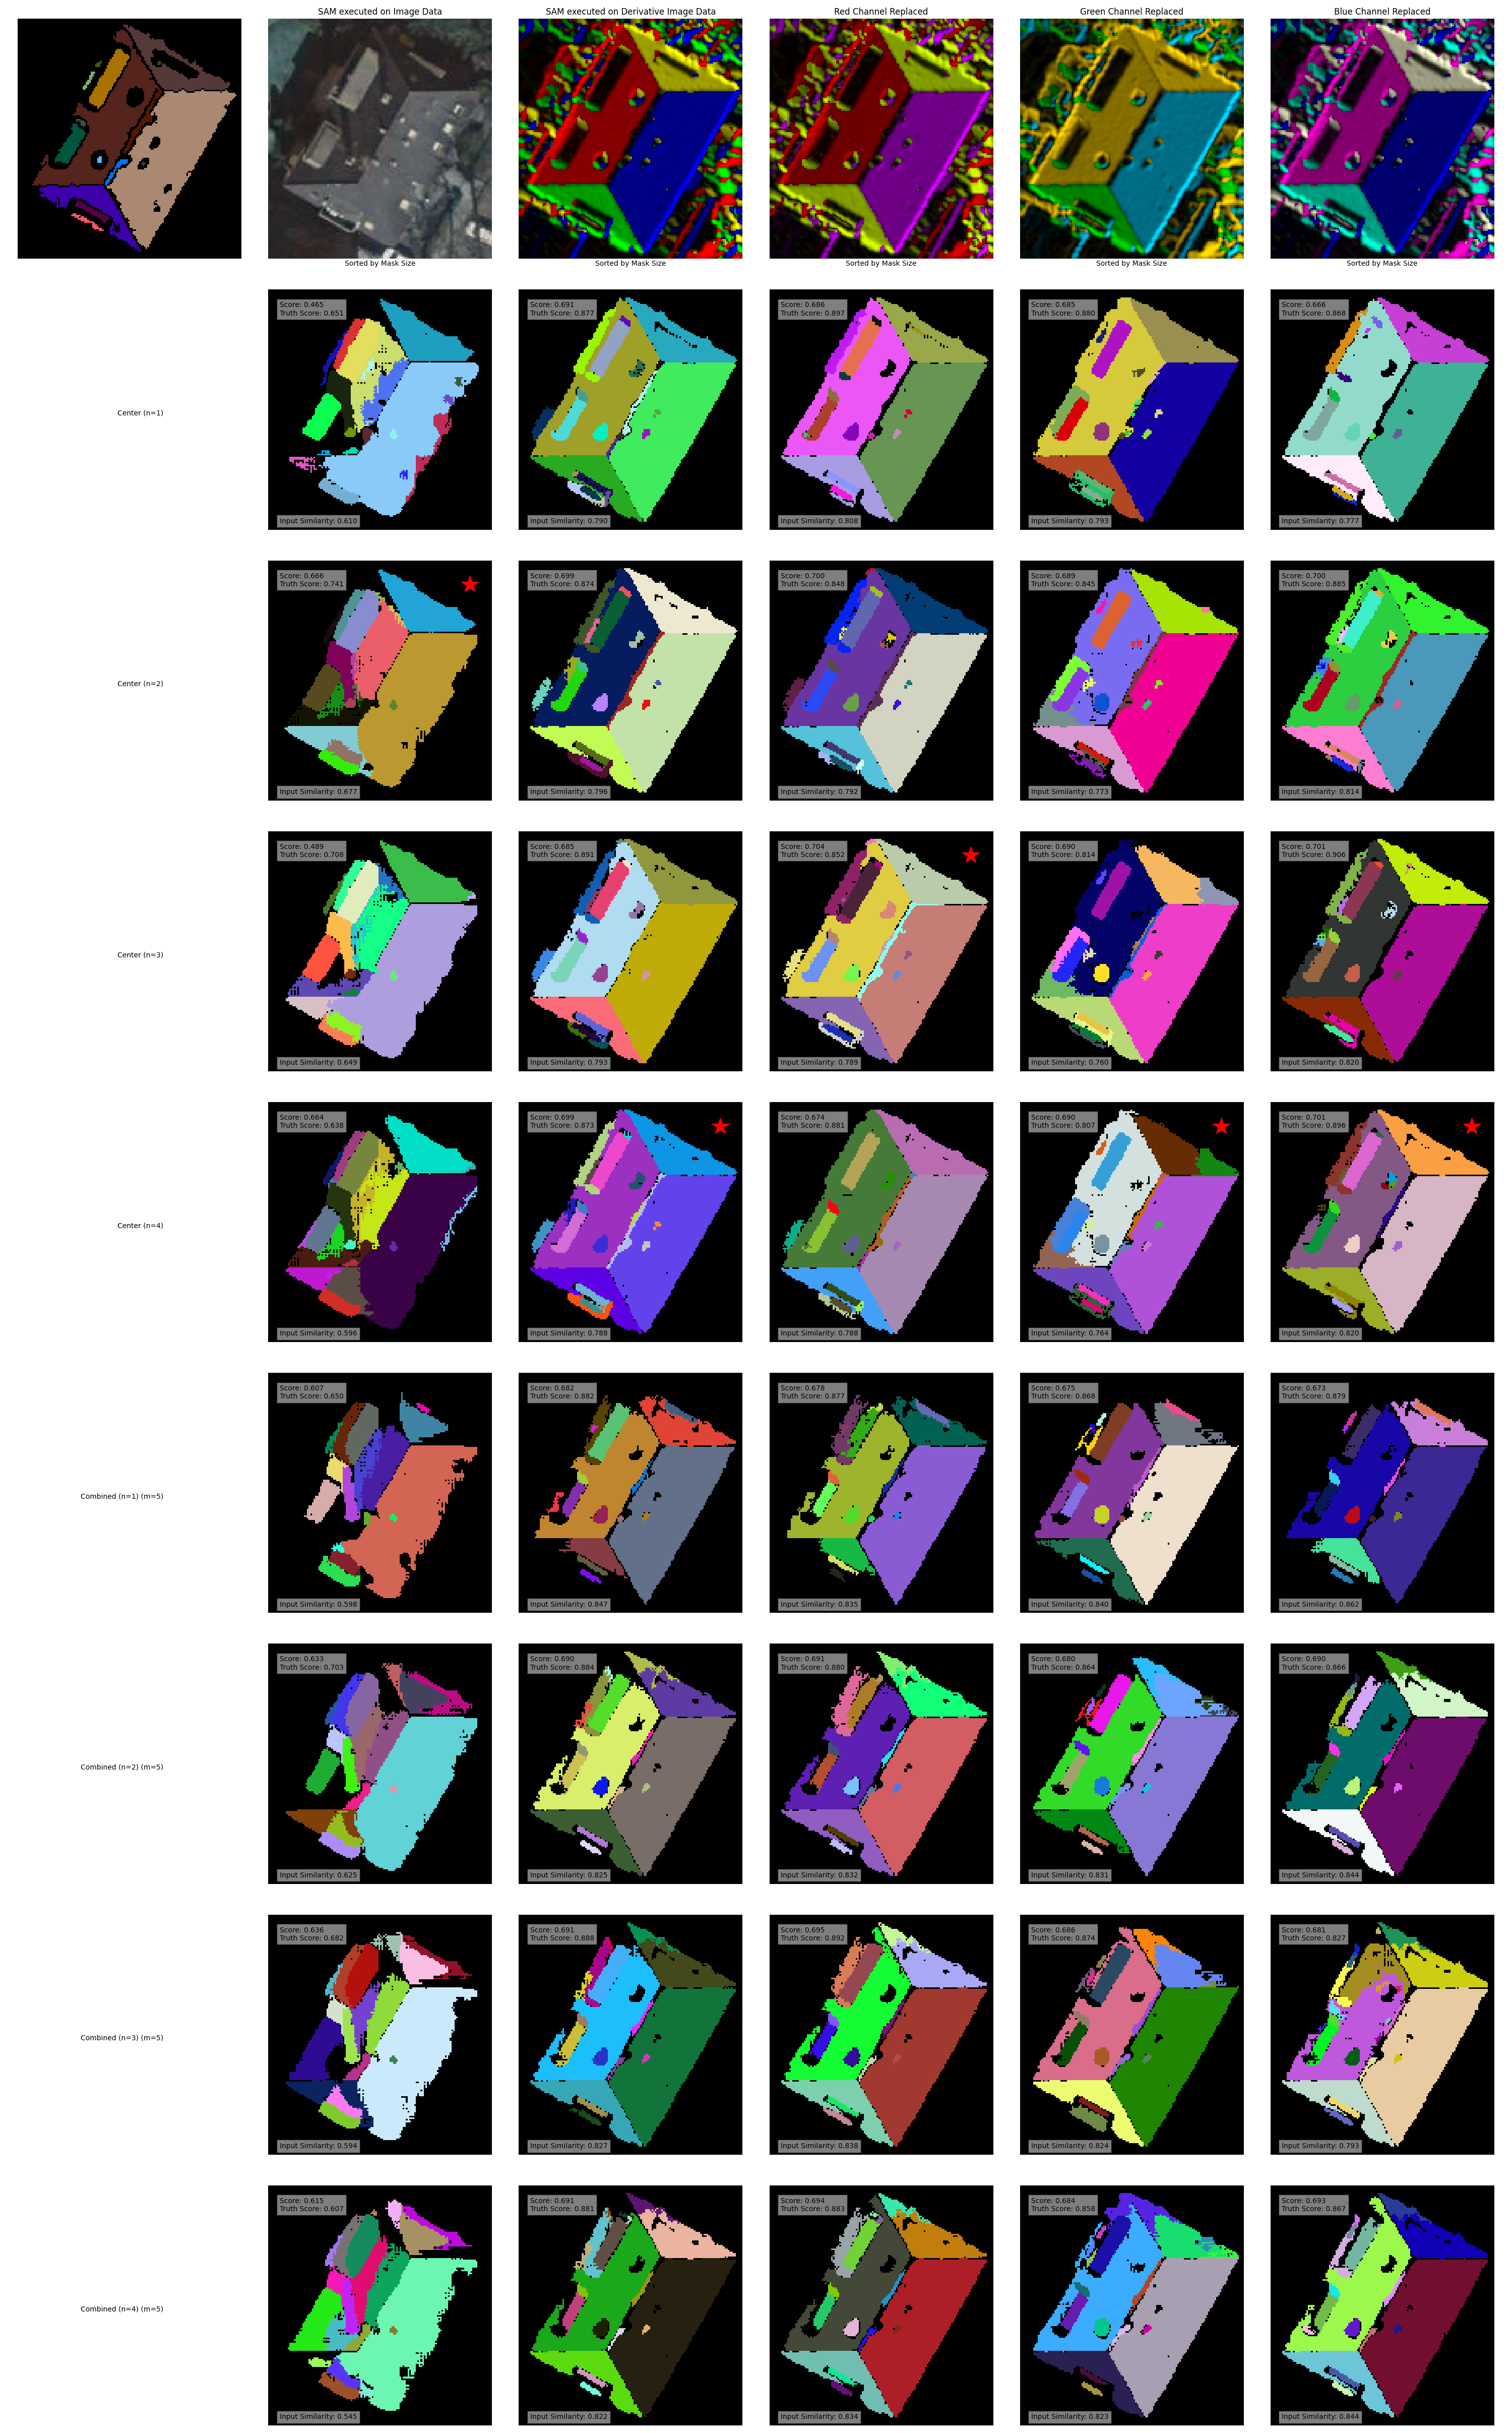 SAM executed on Image Data
SAM executed on Derivative Image Data
Red Channel Replaced
Green Channel Replaced
Blue Channel Replaced
Sorted by Mask Size
Sorted by Mask Size
Sorted by Mask Size
Sorted by Mask Size
Sorted by Mask Size
Center (n=1)
Score: 0.465
Truth Score: 0.651
Input Similarity: 0.610
Score: 0.691
Truth Score: 0.877
Input Similarity: 0.790
Score: 0.686
Truth Score: 0.897
Input Similarity: 0.808
Score: 0.685
Truth Score: 0.880
Input Similarity: 0.793
Score: 0.666
Truth Score: 0.868
Input Similarity: 0.777
Center (n=2)
Score: 0.666
Truth Score: 0.741
Input Similarity: 0.677
Score: 0.699
Truth Score: 0.874
Input Similarity: 0.796
Score: 0.700
Truth Score: 0.848
Input Similarity: 0.792
Score: 0.689
Truth Score: 0.845
Input Similarity: 0.773
Score: 0.700
Truth Score: 0.885
Input Similarity: 0.814
Center (n=3)
Score: 0.489
Truth Score: 0.708
Input Similarity: 0.649
Score: 0.685
Truth Score: 0.891
Input Similarity: 0.793
Score: 0.704
Truth Score: 0.852
Input Similarity: 0.789
Score: 0.690
Truth Score: 0.814
Input Similarity: 0.760
Score: 0.701
Truth Score: 0.906
Input Similarity: 0.820
Center (n=4)
Score: 0.664
Truth Score: 0.638
Input Similarity: 0.596
Score: 0.699
Truth Score: 0.873
Input Similarity: 0.788
Score: 0.674
Truth Score: 0.881
Input Similarity: 0.788
Score: 0.690
Truth Score: 0.807
Input Similarity: 0.764
Score: 0.701
Truth Score: 0.896
Input Similarity: 0.820
Combined (n=1) (m=5)
Score: 0.607
Truth Score: 0.650
Input Similarity: 0.598
Score: 0.682
Truth Score: 0.882
Input Similarity: 0.847
Score: 0.678
Truth Score: 0.877
Input Similarity: 0.835
Score: 0.675
Truth Score: 0.868
Input Similarity: 0.840
Score: 0.673
Truth Score: 0.879
Input Similarity: 0.862
Combined (n=2) (m=5)
Score: 0.633
Truth Score: 0.703
Input Similarity: 0.625
Score: 0.690
Truth Score: 0.884
Input Similarity: 0.825
Score: 0.691
Truth Score: 0.880
Input Similarity: 0.832
Score: 0.680
Truth Score: 0.864
Input Similarity: 0.831
Score: 0.690
Truth Score: 0.866
Input Similarity: 0.844
Combined (n=3) (m=5)
Score: 0.636
Truth Score: 0.682
Input Similarity: 0.594
Score: 0.691
Truth Score: 0.888
Input Similarity: 0.827
Score: 0.695
Truth Score: 0.892
Input Similarity: 0.838
Score: 0.686
Truth Score: 0.874
Input Similarity: 0.824
Score: 0.681
Truth Score: 0.827
Input Similarity: 0.793
Combined (n=4) (m=5)
Score: 0.615
Truth Score: 0.607
Input Similarity: 0.545
Score: 0.691
Truth Score: 0.881
Input Similarity: 0.822
Score: 0.694
Truth Score: 0.883
Input Similarity: 0.834
Score: 0.684
Truth Score: 0.858
Input Similarity: 0.823
Score: 0.693
Truth Score: 0.867
Input Similarity: 0.844